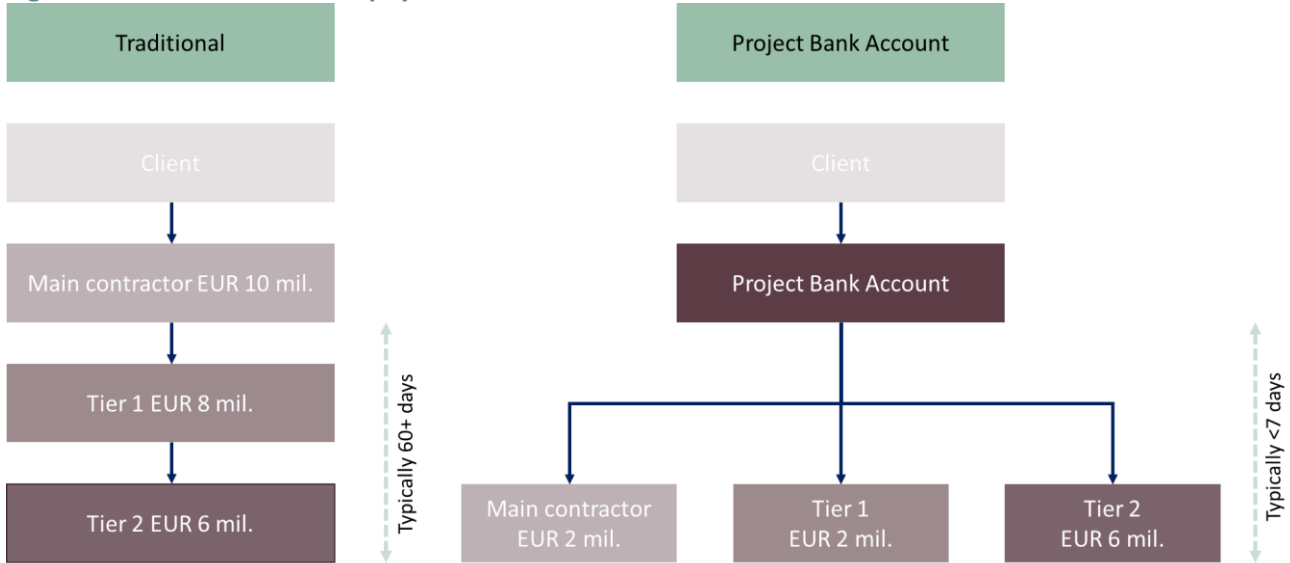 Traditional
Client
Main contractor EUR 10 mil.
Tier 1 EUR 8 mil.
Tier 2 EUR 6 mil.
Typically 60+ days
Project Bank Account
Client
Project Bank Account
Main contractor
EUR 2 mil.
Tier 1
EUR 2 mil.
Tier 2
EUR 6 mil.
Typically <7 days